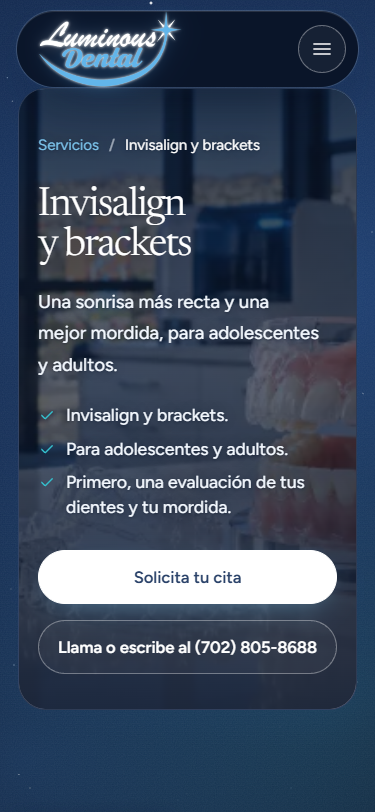 Luminous
Dental
Servicios / Invisalign y brackets
Invisalign
y brackets
Una sonrisa más recta y una
mejor mordida, para adolescentes
y adultos.
Invisalign y brackets.
Para adolescentes y adultos.
Primero, una evaluación de tus
dientes y tu mordida.
Solicita tu cita
Llama o escribe al (702) 805-8688